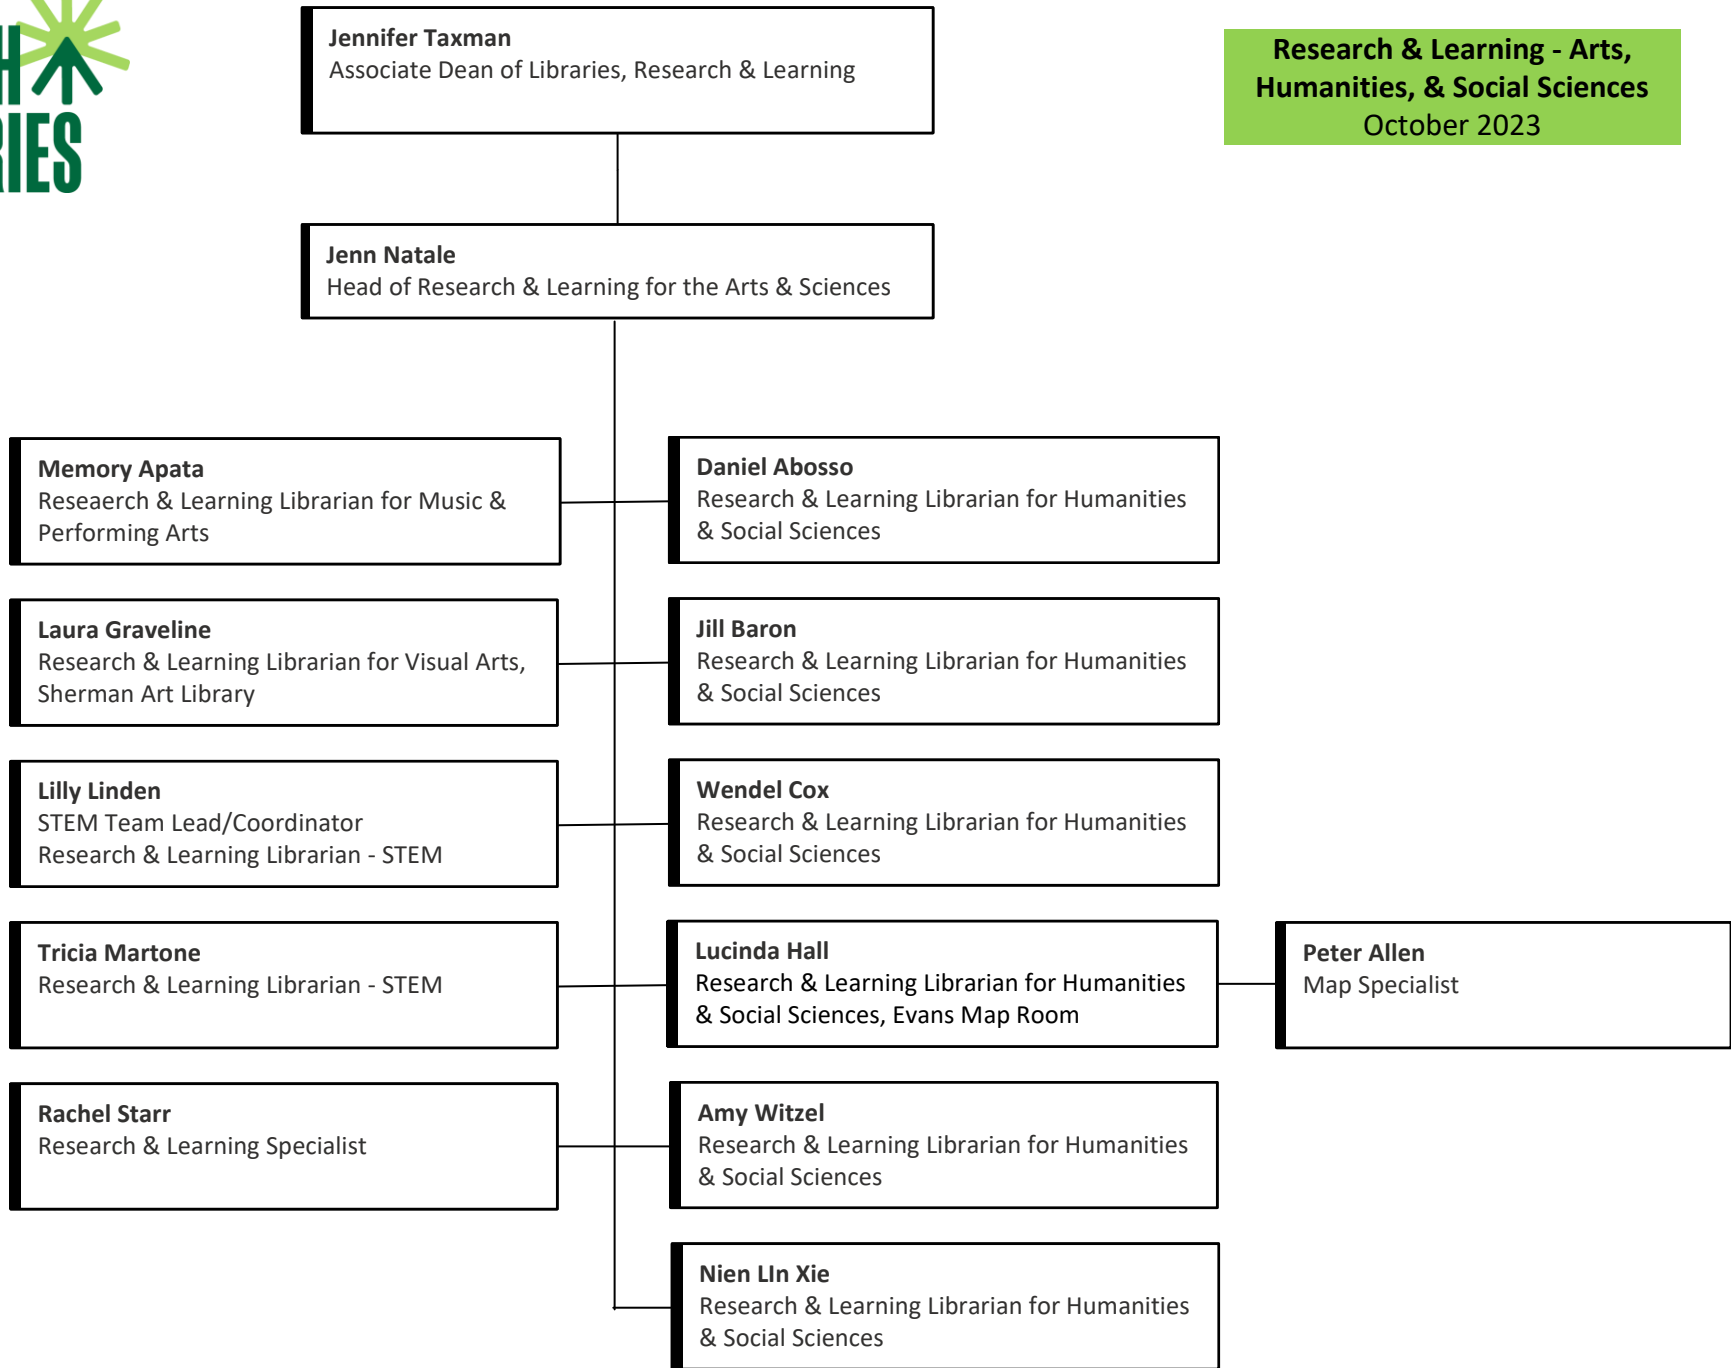 RIES
Jennifer Taxman
Associate Dean of Libraries, Research & Learning
Research & Learning - Arts,
Humanities, & Social Sciences
October 2023
Jenn Natale
Head of Research & Learning for the Arts & Sciences
Memory Apata
Reseaerch & Learning Librarian for Music &
Performing Arts
Daniel Abosso
Research & Learning Librarian for Humanities
& Social Sciences
Laura Graveline
Research & Learning Librarian for Visual Arts,
Sherman Art Library
Jill Baron
Research & Learning Librarian for Humanities
& Social Sciences
Lilly Linden
STEM Team Lead/Coordinator
Research & Learning Librarian - STEM
Wendel Cox
Research & Learning Librarian for Humanities
& Social Sciences
Tricia Martone
Research & Learning Librarian - STEM
Lucinda Hall
Research & Learning Librarian for Humanities
& Social Sciences, Evans Map Room
Peter Allen
Map Specialist
Rachel Starr
Research & Learning Specialist
Amy Witzel
Research & Learning Librarian for Humanities
& Social Sciences
Nien LIn Xie
Research & Learning Librarian for Humanities
& Social Sciences